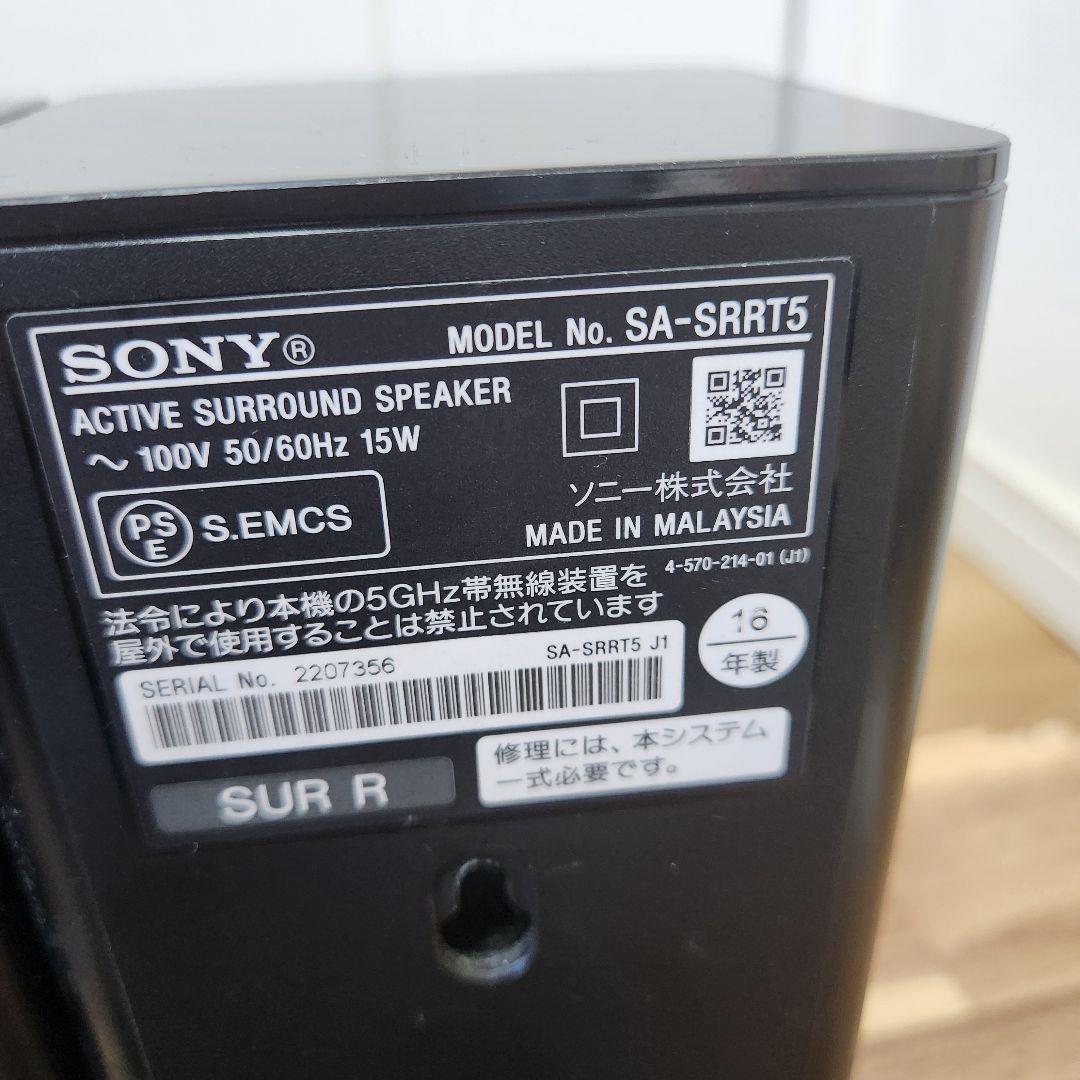 SONY® MODEL No. SA-SRRT5
ACTIVE SURROUND SPEAKER
～ 100V 50/60Hz 15W
PSE S.EMCS
ソニー株式会社
MADE IN MALAYSIA
4-570-214-01 (J1)
法令により本機の5GHz帯無線装置を
屋外で使用することは禁止されています
16
年製
SERIAL No. 2207356 SA-SRRT5 J1
修理には、本システム
一式必要です。
SUR R